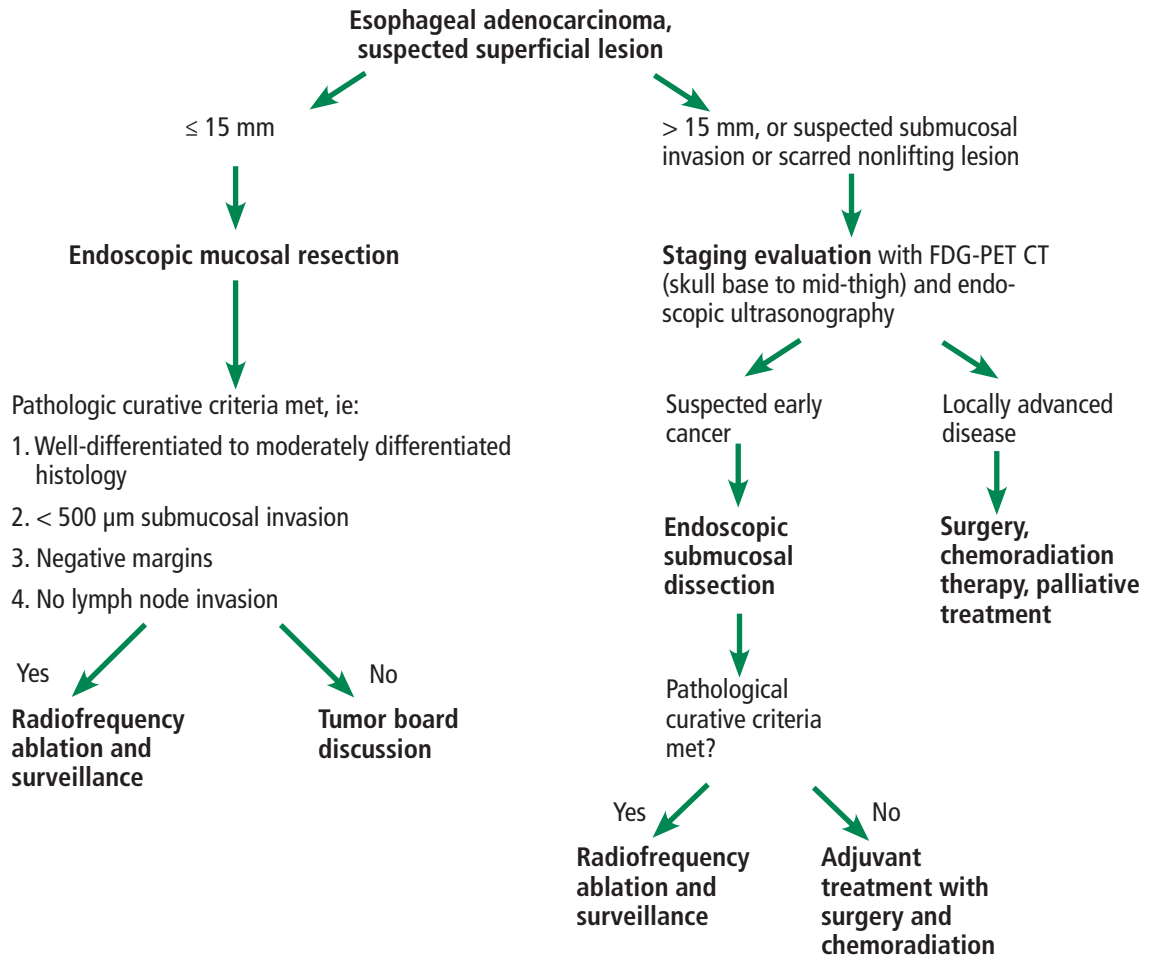 Esophageal adenocarcinoma,
suspected superficial lesion
≤ 15 mm
Endoscopic mucosal resection
Pathologic curative criteria met, ie:
1. Well-differentiated to moderately differentiated
histology
2. < 500 µm submucosal invasion
3. Negative margins
4. No lymph node invasion
Yes
No
Radiofrequency
ablation and
surveillance
Tumor board
discussion
> 15 mm, or suspected submucosal
invasion or scarred nonlifting lesion
Staging evaluation with FDG-PET CT
(skull base to mid-thigh) and endo-
scopic ultrasonography
Suspected early
cancer
Endoscopic
submucosal
dissection
Locally advanced
disease
Surgery,
chemoradiation
therapy, palliative
treatment
Pathological
curative criteria
met?
Yes
No
Radiofrequency
ablation and
surveillance
Adjuvant
treatment with
surgery and
chemoradiation